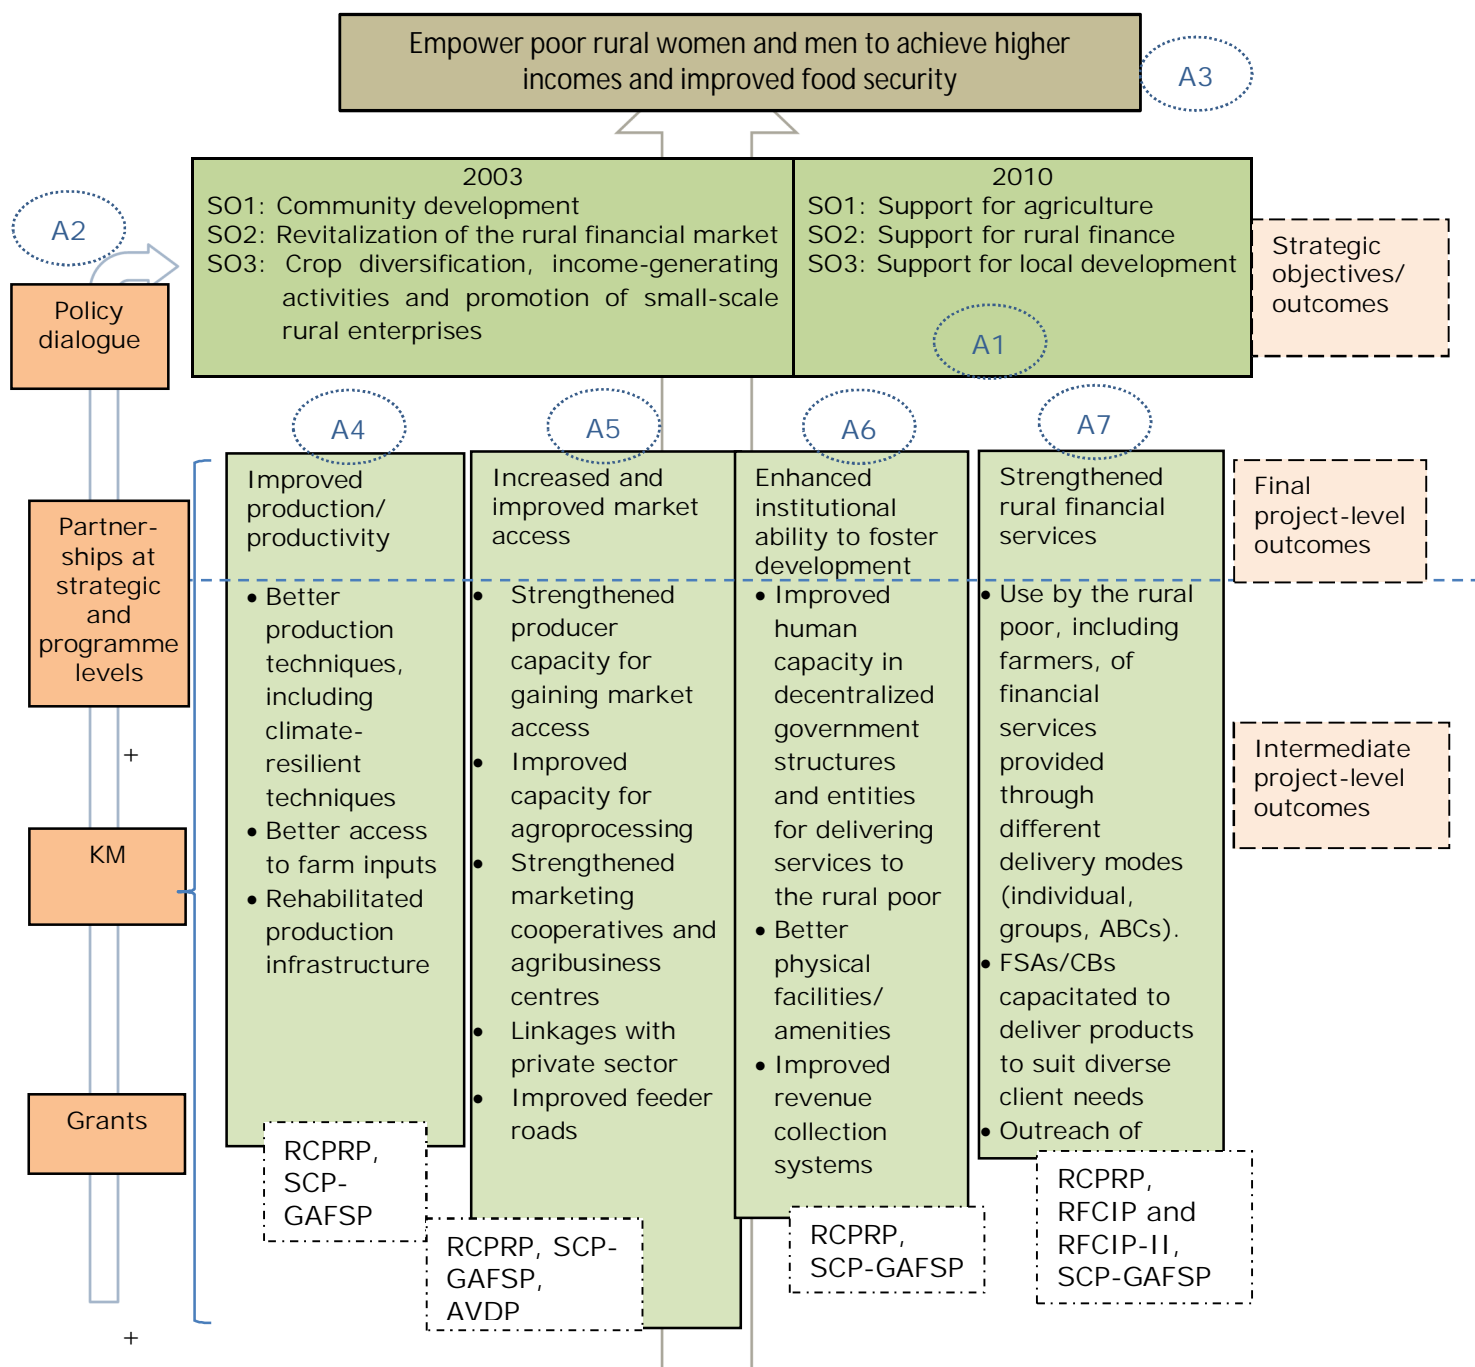 Empower poor rural women and men to achieve higher
incomes and improved food security
A3
2003
SO1: Community development
SO2: Revitalization of the rural financial market
SO3: Crop diversification, income-generating
activities and promotion of small-scale
rural enterprises
2010
SO1: Support for agriculture
SO2: Support for rural finance
SO3: Support for local development
A1
Strategic
objectives/
outcomes
A2
Policy
dialogue
Partner-
ships at
strategic
and
programme
levels
+
KM
Grants
+
A4
Improved
production/
productivity
• Better
production
techniques,
including
climate-
resilient
techniques
• Better access
to farm inputs
• Rehabilitated
production
infrastructure
RCPRP,
SCP-
GAFSP
A5
Increased and
improved market
access
• Strengthened
producer
capacity for
gaining market
access
• Improved
capacity for
agroprocessing
• Strengthened
marketing
cooperatives and
agribusiness
centres
• Linkages with
private sector
• Improved feeder
roads
RCPRP, SCP-
GAFSP,
AVDP
A6
Enhanced
institutional
ability to foster
development
• Improved
human
capacity in
decentralized
government
structures
and entities
for delivering
services to
the rural poor
• Better
physical
facilities/
amenities
• Improved
revenue
collection
systems
RCPRP,
SCP-GAFSP
A7
Strengthened
rural financial
services
• Use by the rural
poor, including
farmers, of
financial
services
provided
through
different
delivery modes
(individual,
groups, ABCs).
• FSAs/CBs
capacitated to
deliver products
to suit diverse
client needs
• Outreach of
RCPRP,
RFCIP and
RFCIP-II,
SCP-GAFSP
Final
project-level
outcomes
Intermediate
project-level
outcomes